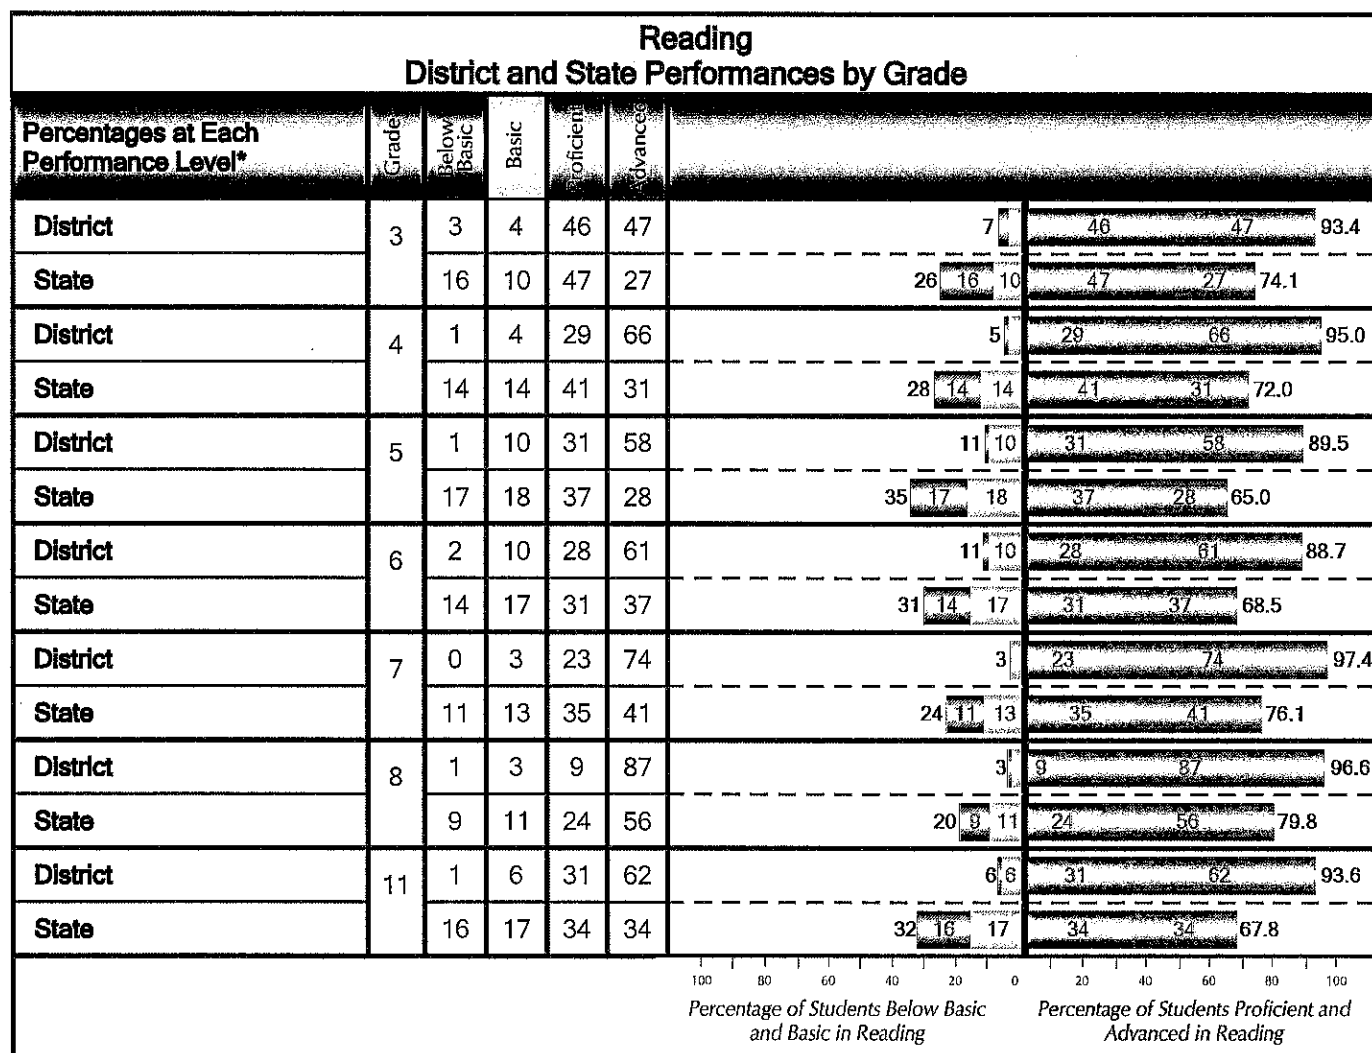 Reading
District and State Performances by Grade
Percentages at Each
Performance Level*
Grade
Below
Basic
Basic
Proficient
Advanced
District 3 3 4 46 47 7 46 47 93.4
State 16 10 47 27 26 16 10 47 27 74.1
District 4 1 4 29 66 5 29 66 95.0
State 14 14 41 31 28 14 14 41 31 72.0
District 5 1 10 31 58 11 10 31 58 89.5
State 17 18 37 28 35 17 18 37 28 65.0
District 6 2 10 28 61 11 10 28 61 88.7
State 14 17 31 37 31 14 17 31 37 68.5
District 7 0 3 23 74 3 23 74 97.4
State 11 13 35 41 24 11 13 35 41 76.1
District 8 1 3 9 87 3 9 87 96.6
State 9 11 24 56 20 9 11 24 56 79.8
District 11 1 6 31 62 6 6 31 62 93.6
State 16 17 34 34 32 16 17 34 34 67.8
100 80 60 40 20 0 20 40 60 80 100
Percentage of Students Below Basic
and Basic in Reading
Percentage of Students Proficient and
Advanced in Reading